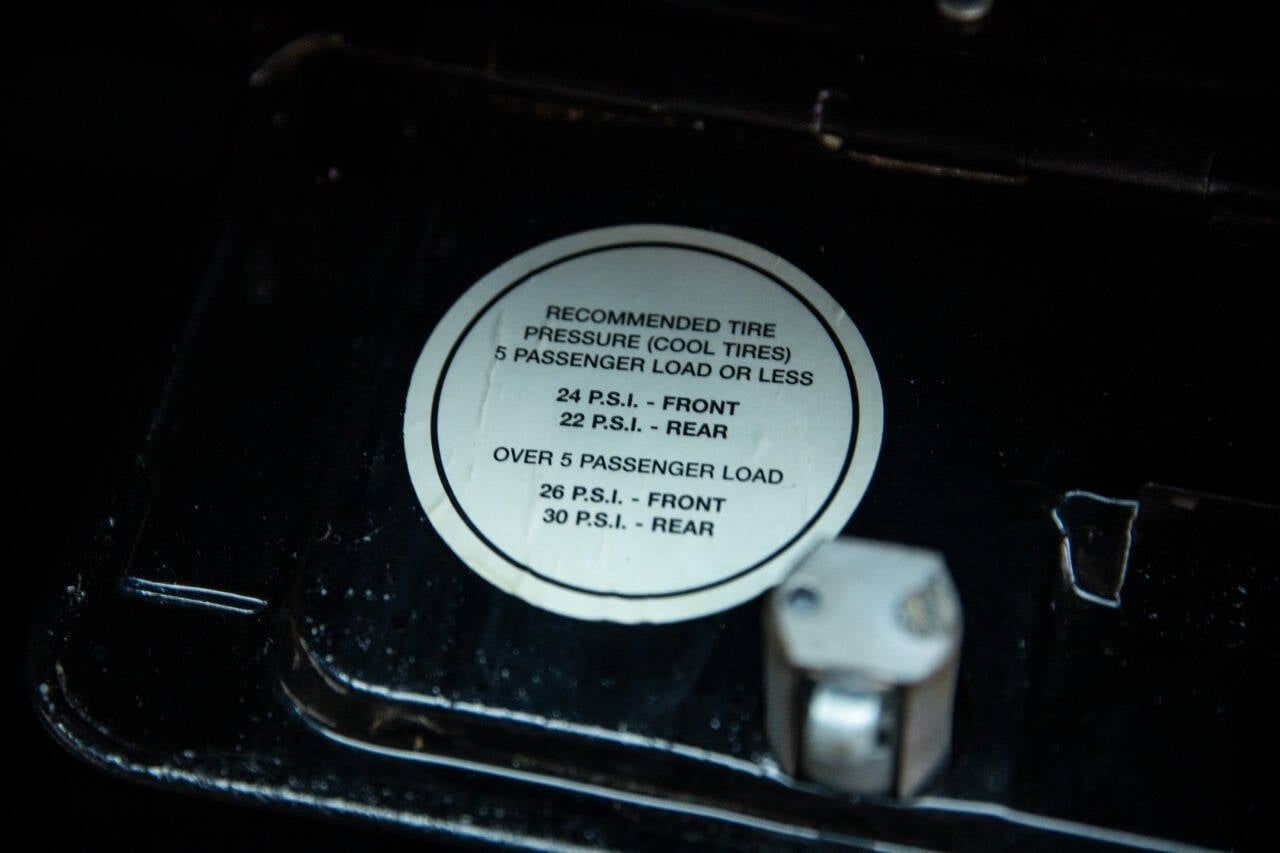 RECOMMENDED TIRE
PRESSURE (COOL TIRES)
5 PASSENGER LOAD OR LESS
24 P.S.I. - FRONT
22 P.S.I. - REAR
OVER 5 PASSENGER LOAD
26 P.S.I. - FRONT
30 P.S.I. - REAR